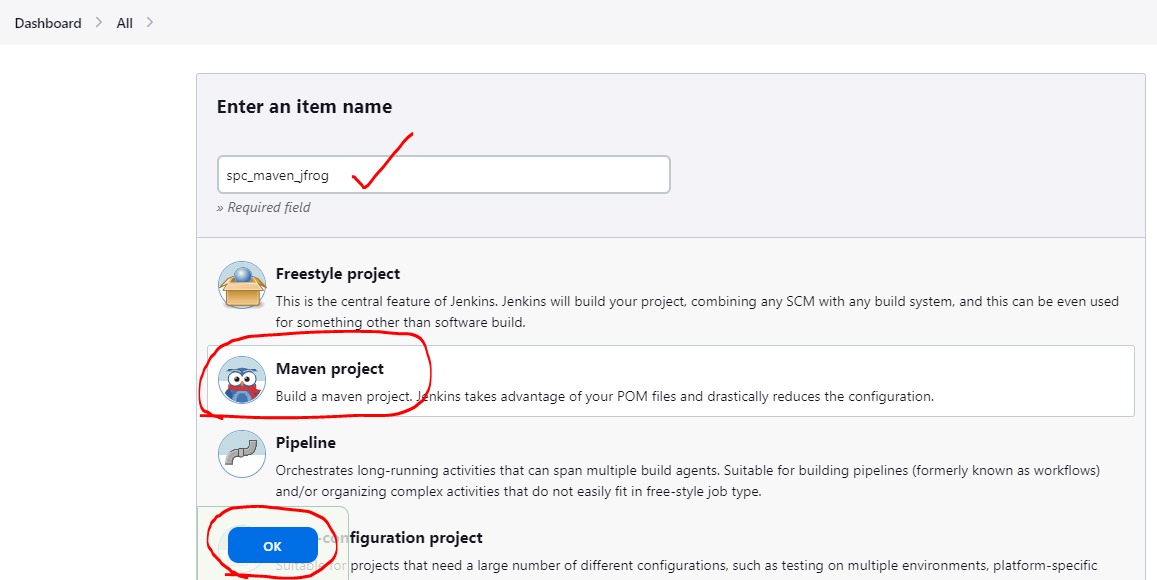 Dashboard > All >
Enter an item name
spc_maven_jfrog
» Required field
Freestyle project
This is the central feature of Jenkins. Jenkins will build your project, combining any SCM with any build system, and this can be even used
for something other than software build.
Maven project
Build a maven project. Jenkins takes advantage of your POM files and drastically reduces the configuration.
Pipeline
Orchestrates long-running activities that can span multiple build agents. Suitable for building pipelines (formerly known as workflows)
and/or organizing complex activities that do not easily fit in free-style job type.
-configuration project
OK
Suitable for projects that need a large number of different configurations, such as testing on multiple environments, platform-specific